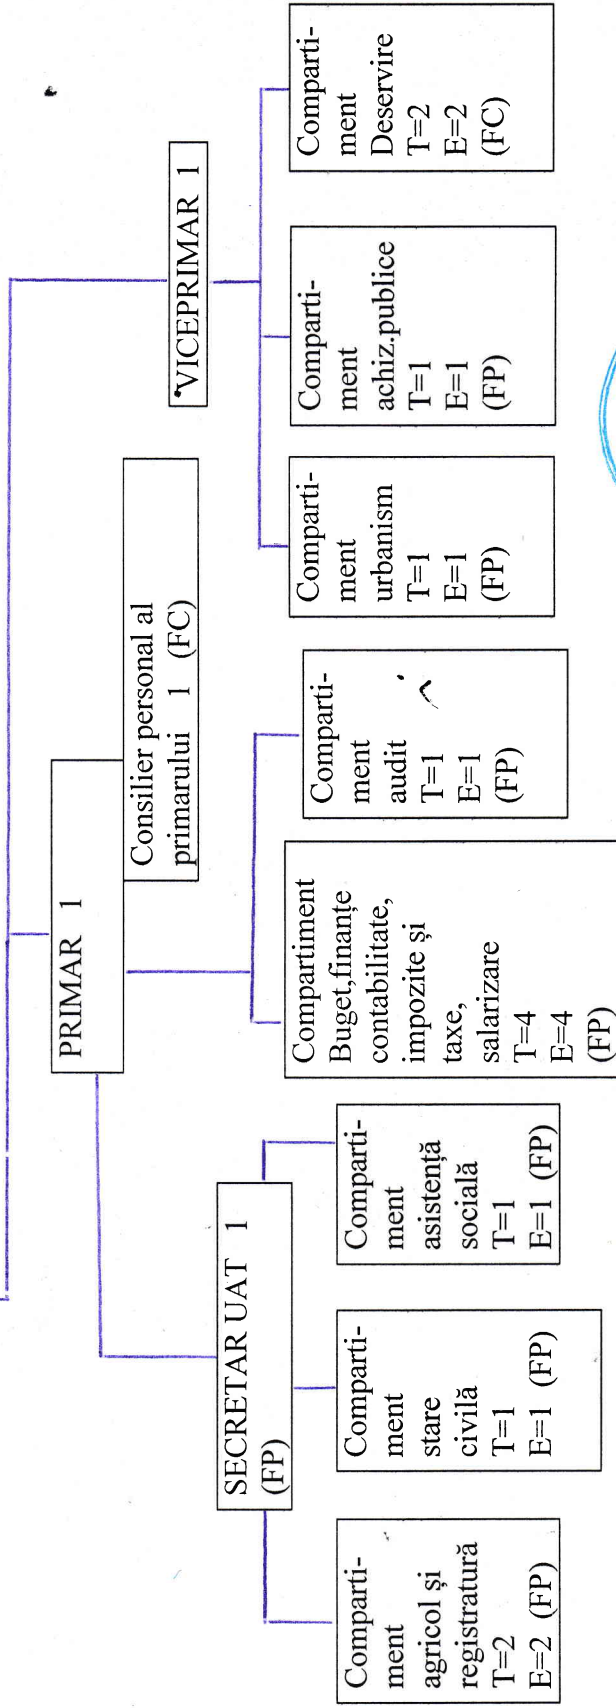 PRIMAR 1
Consilier personal al
primarului 1 (FC)
VICEPRIMAR 1
SECRETAR UAT 1
(FP)
Comparti-
ment
agricol și
registratură
T=2
E=2 (FP)
Comparti-
ment
stare
civilă
T=1
E=1 (FP)
Comparti-
ment
asistență
socială
T=1
E=1 (FP)
Compartiment
Buget,finanțe
contabilitate,
impozite și
taxe,
salarizare
T=4
E=4
(FP)
Comparti-
ment
audit
T=1
E=1
(FP)
Comparti-
ment
urbanism
T=1
E=1
(FP)
Comparti-
ment
achiz.publice
T=1
E=1
(FP)
Comparti-
ment
Deservire
T=2
E=2
(FC)